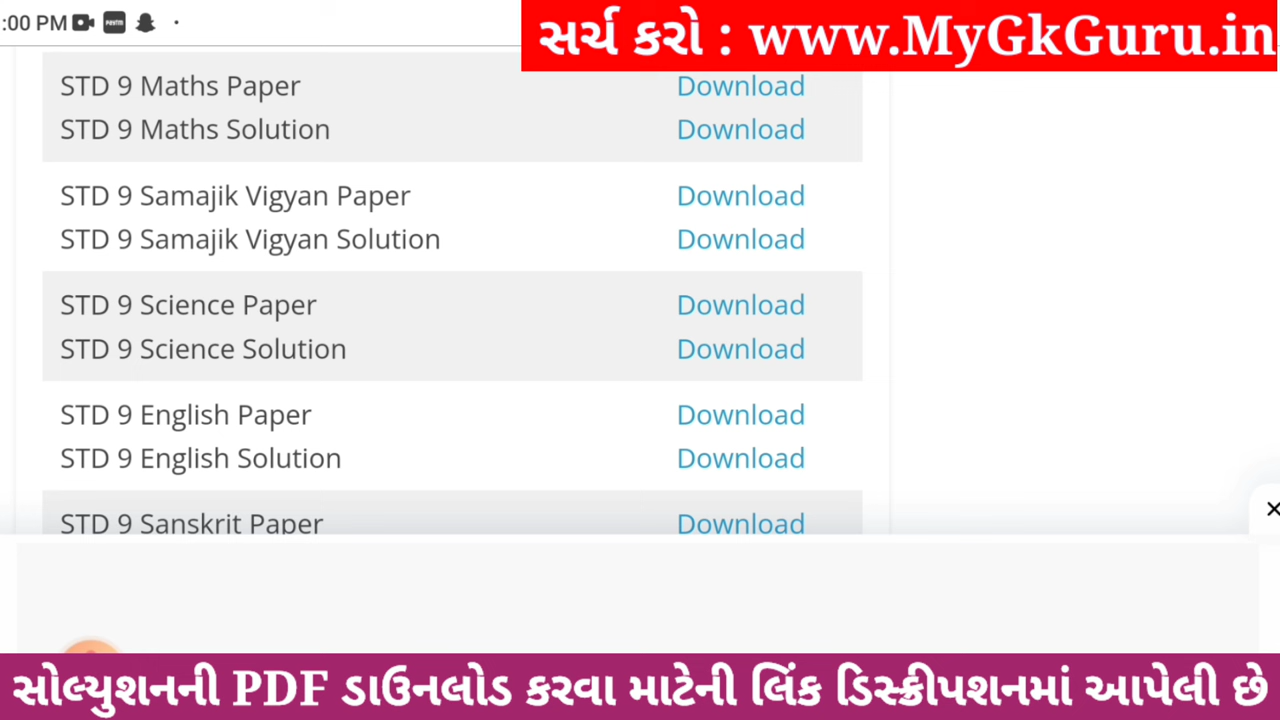 :00 PM
સર્ચ કરો : www.MyGkGuru.in
STD 9 Maths Paper Download
STD 9 Maths Solution Download
STD 9 Samajik Vigyan Paper Download
STD 9 Samajik Vigyan Solution Download
STD 9 Science Paper Download
STD 9 Science Solution Download
STD 9 English Paper Download
STD 9 English Solution Download
STD 9 Sanskrit Paper Download
સોલ્યુશનની PDF ડાઉનલોડ કરવા માટેની લિંક ડિસ્ક્રીપશનમાં આપેલી છે